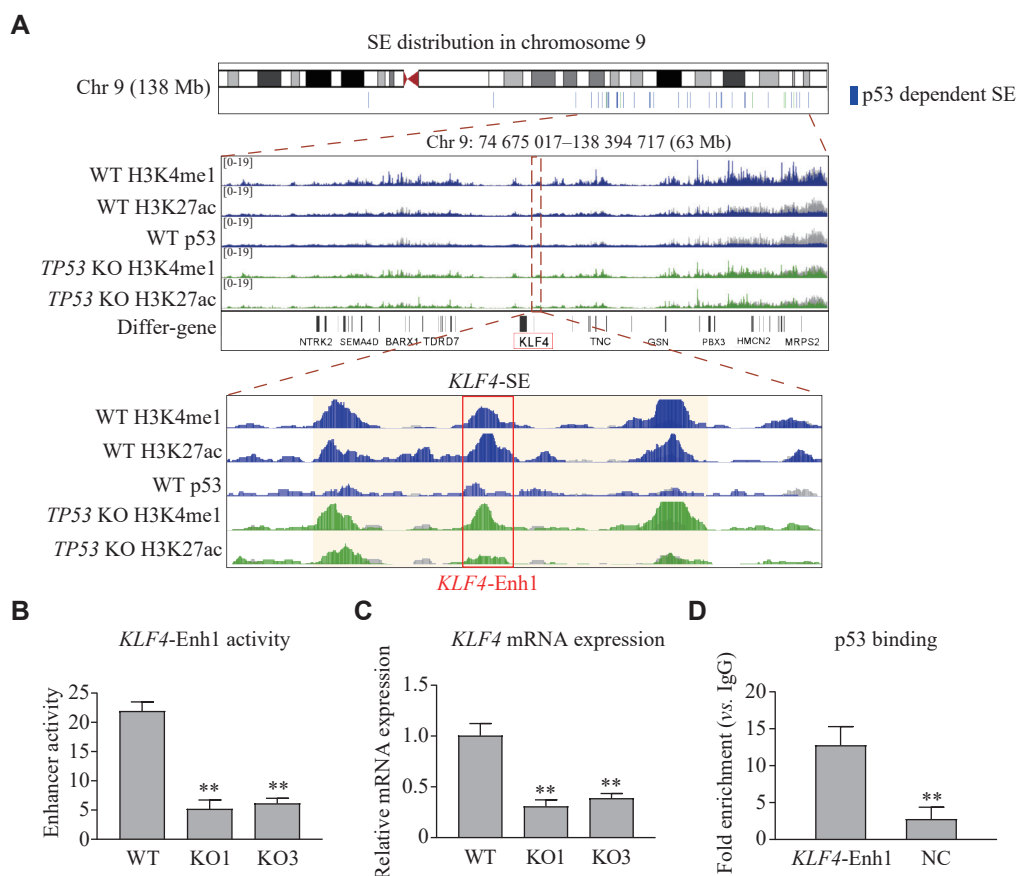 A
SE distribution in chromosome 9
Chr 9 (138 Mb)
p53 dependent SE
Chr 9: 74 675 017–138 394 717 (63 Mb)
[0-19]
WT H3K4me1
[0-19]
WT H3K27ac
[0-19]
WT p53
[0-19]
TP53 KO H3K4me1
[0-19]
TP53 KO H3K27ac
Differ-gene
NTRK2 SEMA4D BARX1 TDRD7 KLF4 TNC GSN PBX3 HMCN2 MRPS2
KLF4-SE
WT H3K4me1
WT H3K27ac
WT p53
TP53 KO H3K4me1
TP53 KO H3K27ac
KLF4-Enh1
B
KLF4-Enh1 activity
Enhancer activity
25
20
15
10
5
0
** **
WT KO1 KO3
C
KLF4 mRNA expression
Relative mRNA expression
1.5
1.0
0.5
0
** **
WT KO1 KO3
D
p53 binding
Fold enrichment (vs. IgG)
20
15
10
5
0
**
KLF4-Enh1 NC